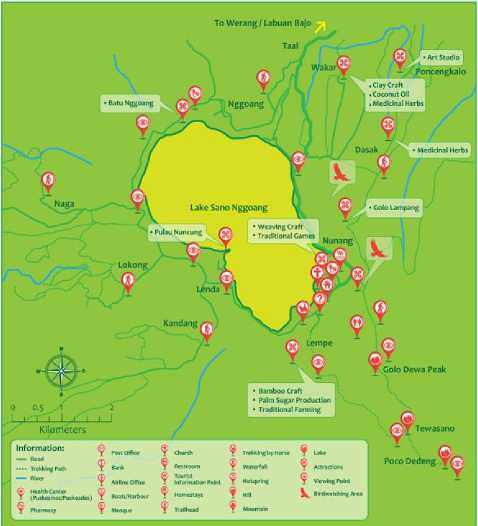 To Werang / Labuan Bajo
Taal
Wakar
• Art Studio
Poncengkalo
• Clay Craft
• Coconut Oil
• Medicinal Herbs
Nggoang
• Batu Nggoang
Dasak
• Medicinal Herbs
Naga
Lake Sano Nggoang
• Golo Lampang
• Weaving Craft
• Traditional Games
• Pulau Nuncung
Nunang
Lokong
Lenda
Kandang
Lempe
Golo Dewa Peak
• Bamboo Craft
• Palm Sugar Production
• Traditional Farming
0 1 2
Kilometers
Tewasano
Poco Dedeng
Information:
Road
Trekking Path
River
Health Center
(Puskesmas/Puskesdes)
Pharmacy
Post Office
Bank
Airline Office
Boats/Harbour
Mosque
Church
Restroom
Tourist
Information Point
Homestays
Trailhead
Trekking by Horse
Waterfall
Hotspring
Hill
Mountain
Lake
Attractions
Viewing Point
Birdwatching Area